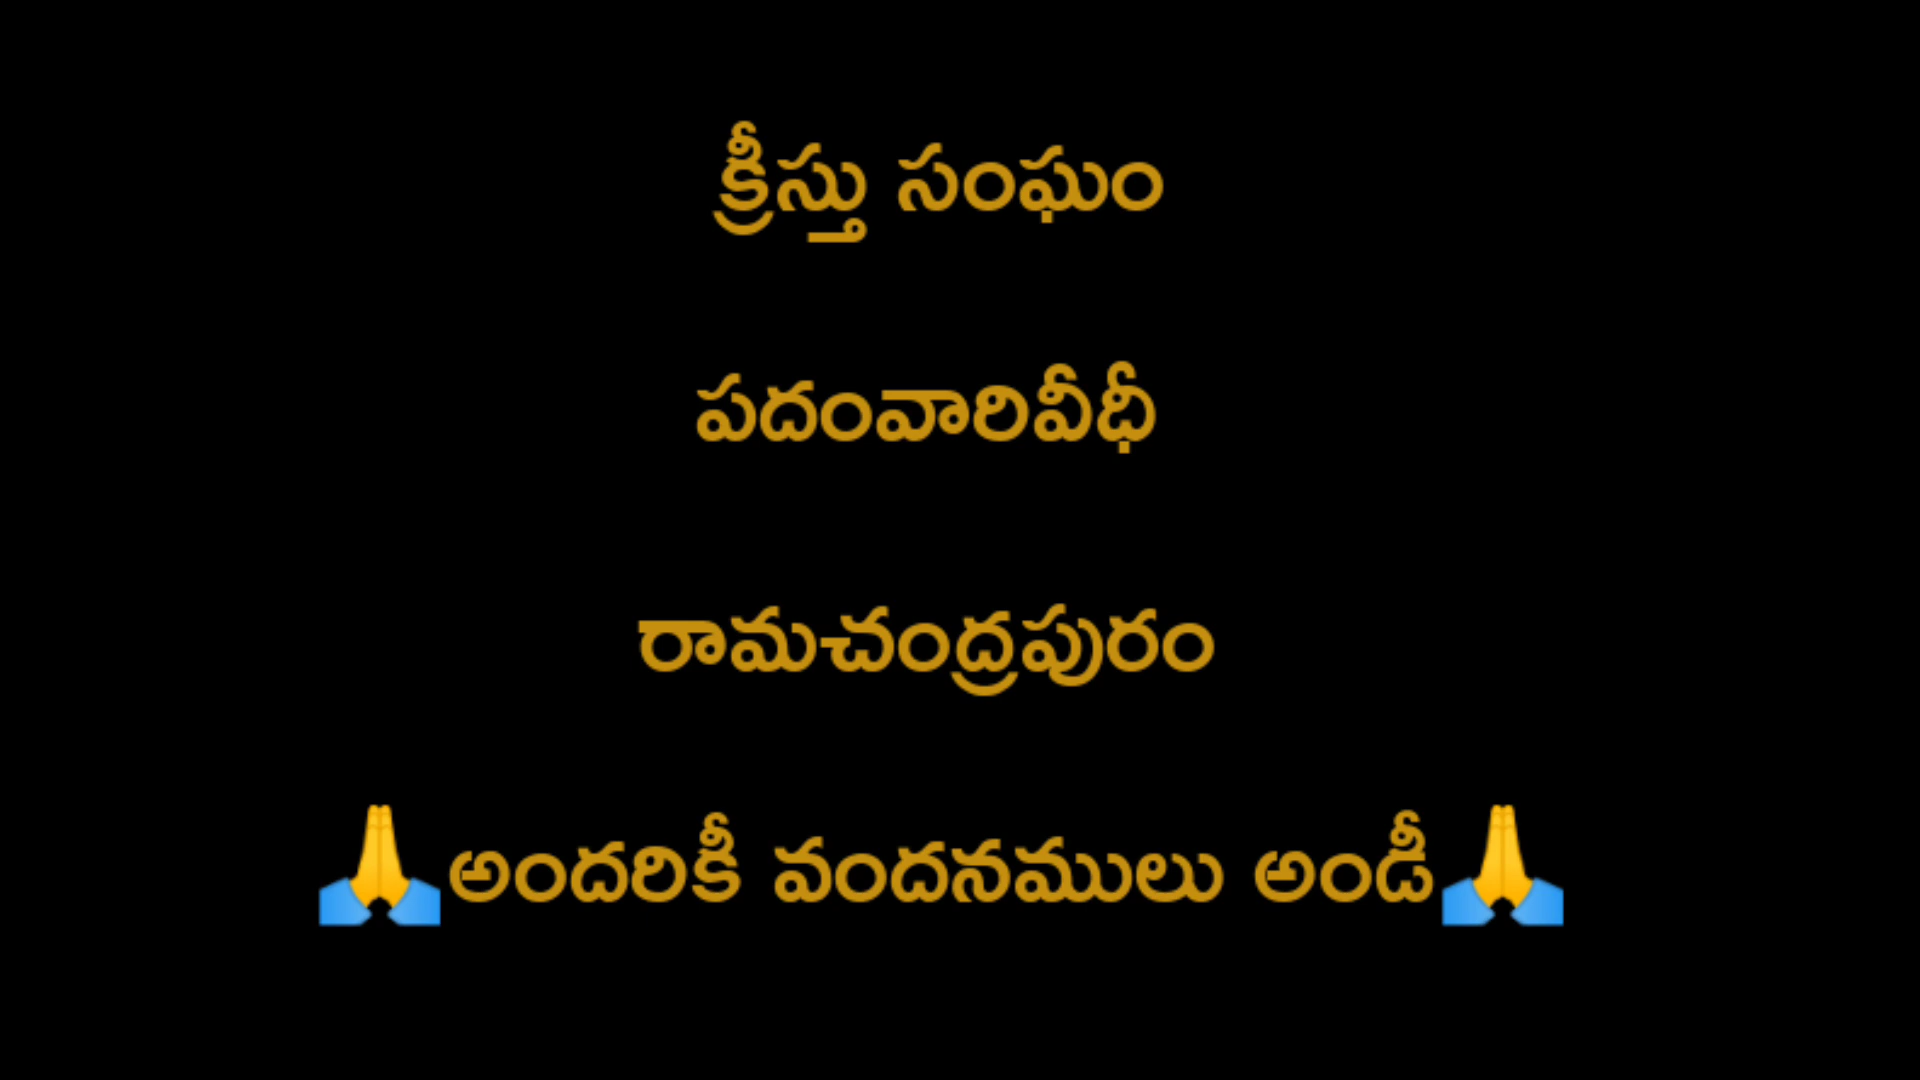 క్రీస్తు సంఘం
పదంవారివీధీ
రామచంద్రపురం
🙏అందరికీ వందనములు అండీ🙏